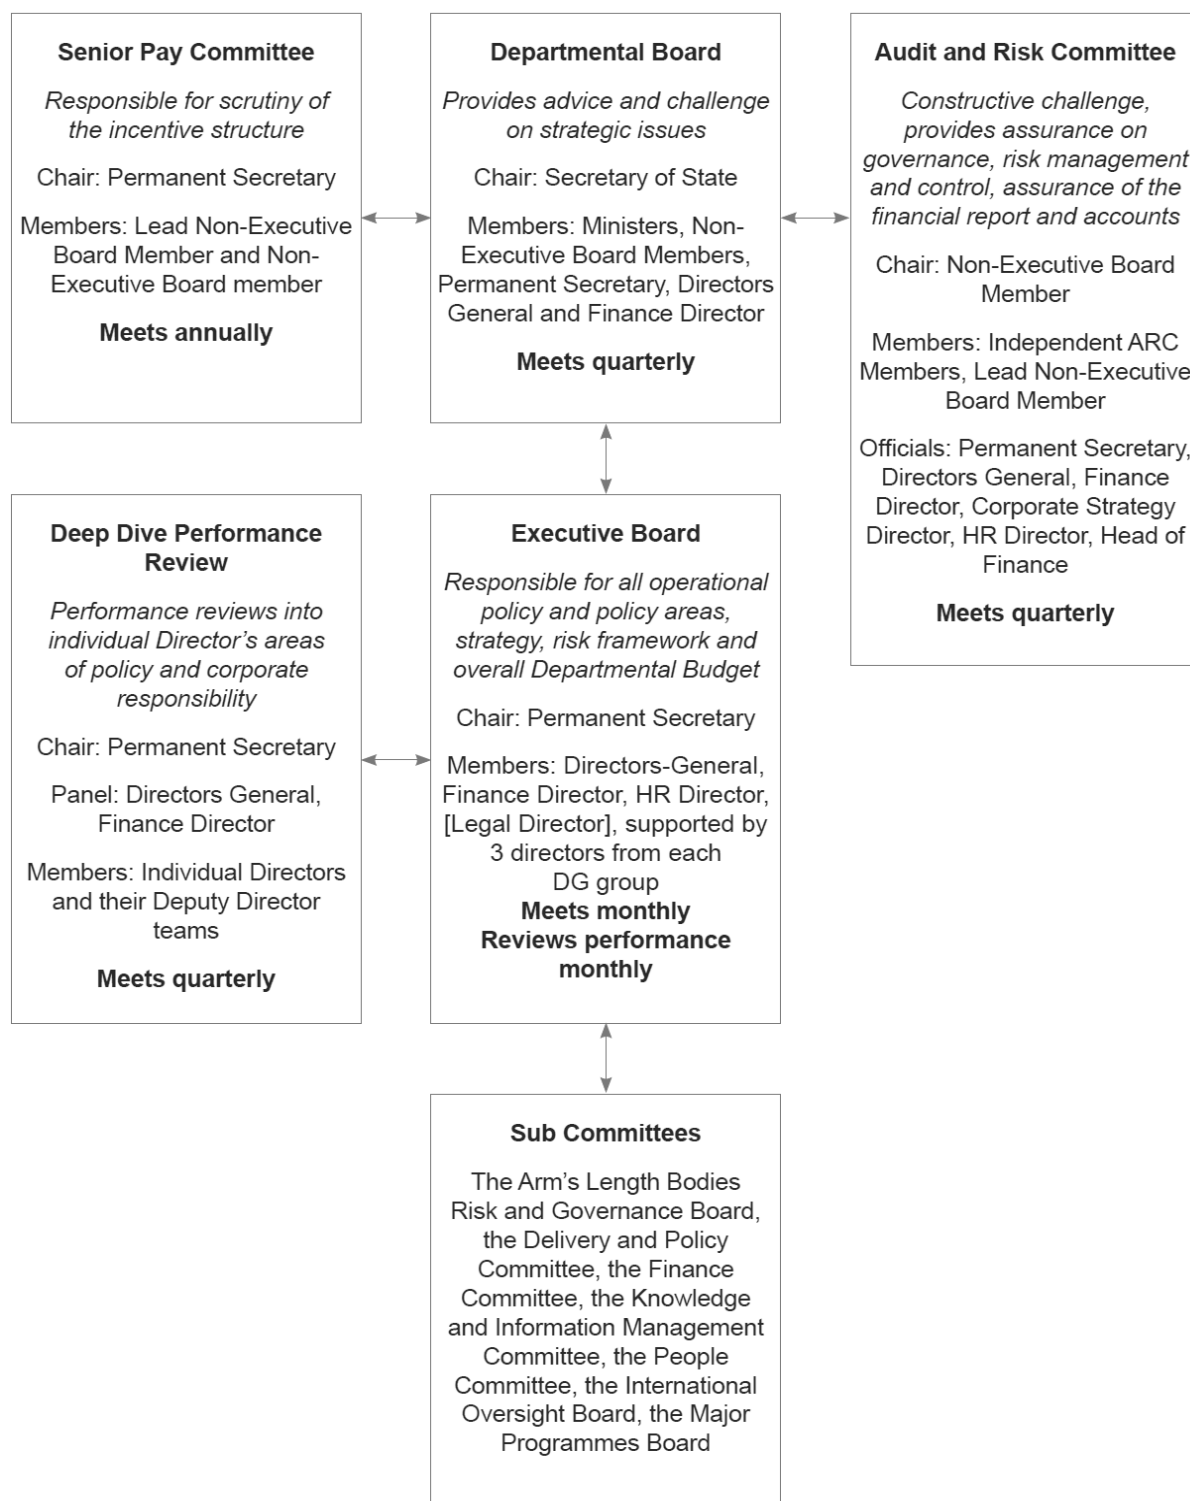 Senior Pay Committee
Responsible for scrutiny of
the incentive structure
Chair: Permanent Secretary
Members: Lead Non-Executive
Board Member and Non-
Executive Board member
Meets annually
Departmental Board
Provides advice and challenge
on strategic issues
Chair: Secretary of State
Members: Ministers, Non-
Executive Board Members,
Permanent Secretary, Directors
General and Finance Director
Meets quarterly
Audit and Risk Committee
Constructive challenge,
provides assurance on
governance, risk management
and control, assurance of the
financial report and accounts
Chair: Non-Executive Board
Member
Members: Independent ARC
Members, Lead Non-Executive
Board Member
Officials: Permanent Secretary,
Directors General, Finance
Director, Corporate Strategy
Director, HR Director, Head of
Finance
Meets quarterly
Deep Dive Performance
Review
Performance reviews into
individual Director’s areas
of policy and corporate
responsibility
Chair: Permanent Secretary
Panel: Directors General,
Finance Director
Members: Individual Directors
and their Deputy Director
teams
Meets quarterly
Executive Board
Responsible for all operational
policy and policy areas,
strategy, risk framework and
overall Departmental Budget
Chair: Permanent Secretary
Members: Directors-General,
Finance Director, HR Director,
[Legal Director], supported by
3 directors from each
DG group
Meets monthly
Reviews performance
monthly
Sub Committees
The Arm’s Length Bodies
Risk and Governance Board,
the Delivery and Policy
Committee, the Finance
Committee, the Knowledge
and Information Management
Committee, the People
Committee, the International
Oversight Board, the Major
Programmes Board